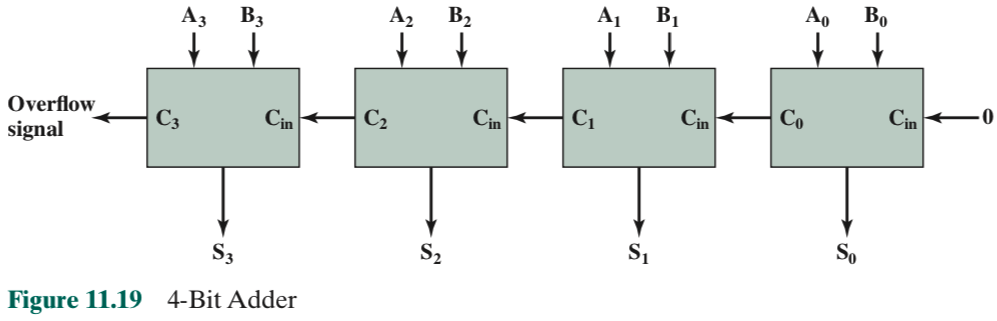 A₃ B₃ A₂ B₂ A₁ B₁ A₀ B₀
Overflow
signal
C₃ Cin C₂ Cin C₁ Cin C₀ Cin 0
S₃ S₂ S₁ S₀
Figure 11.19 4-Bit Adder